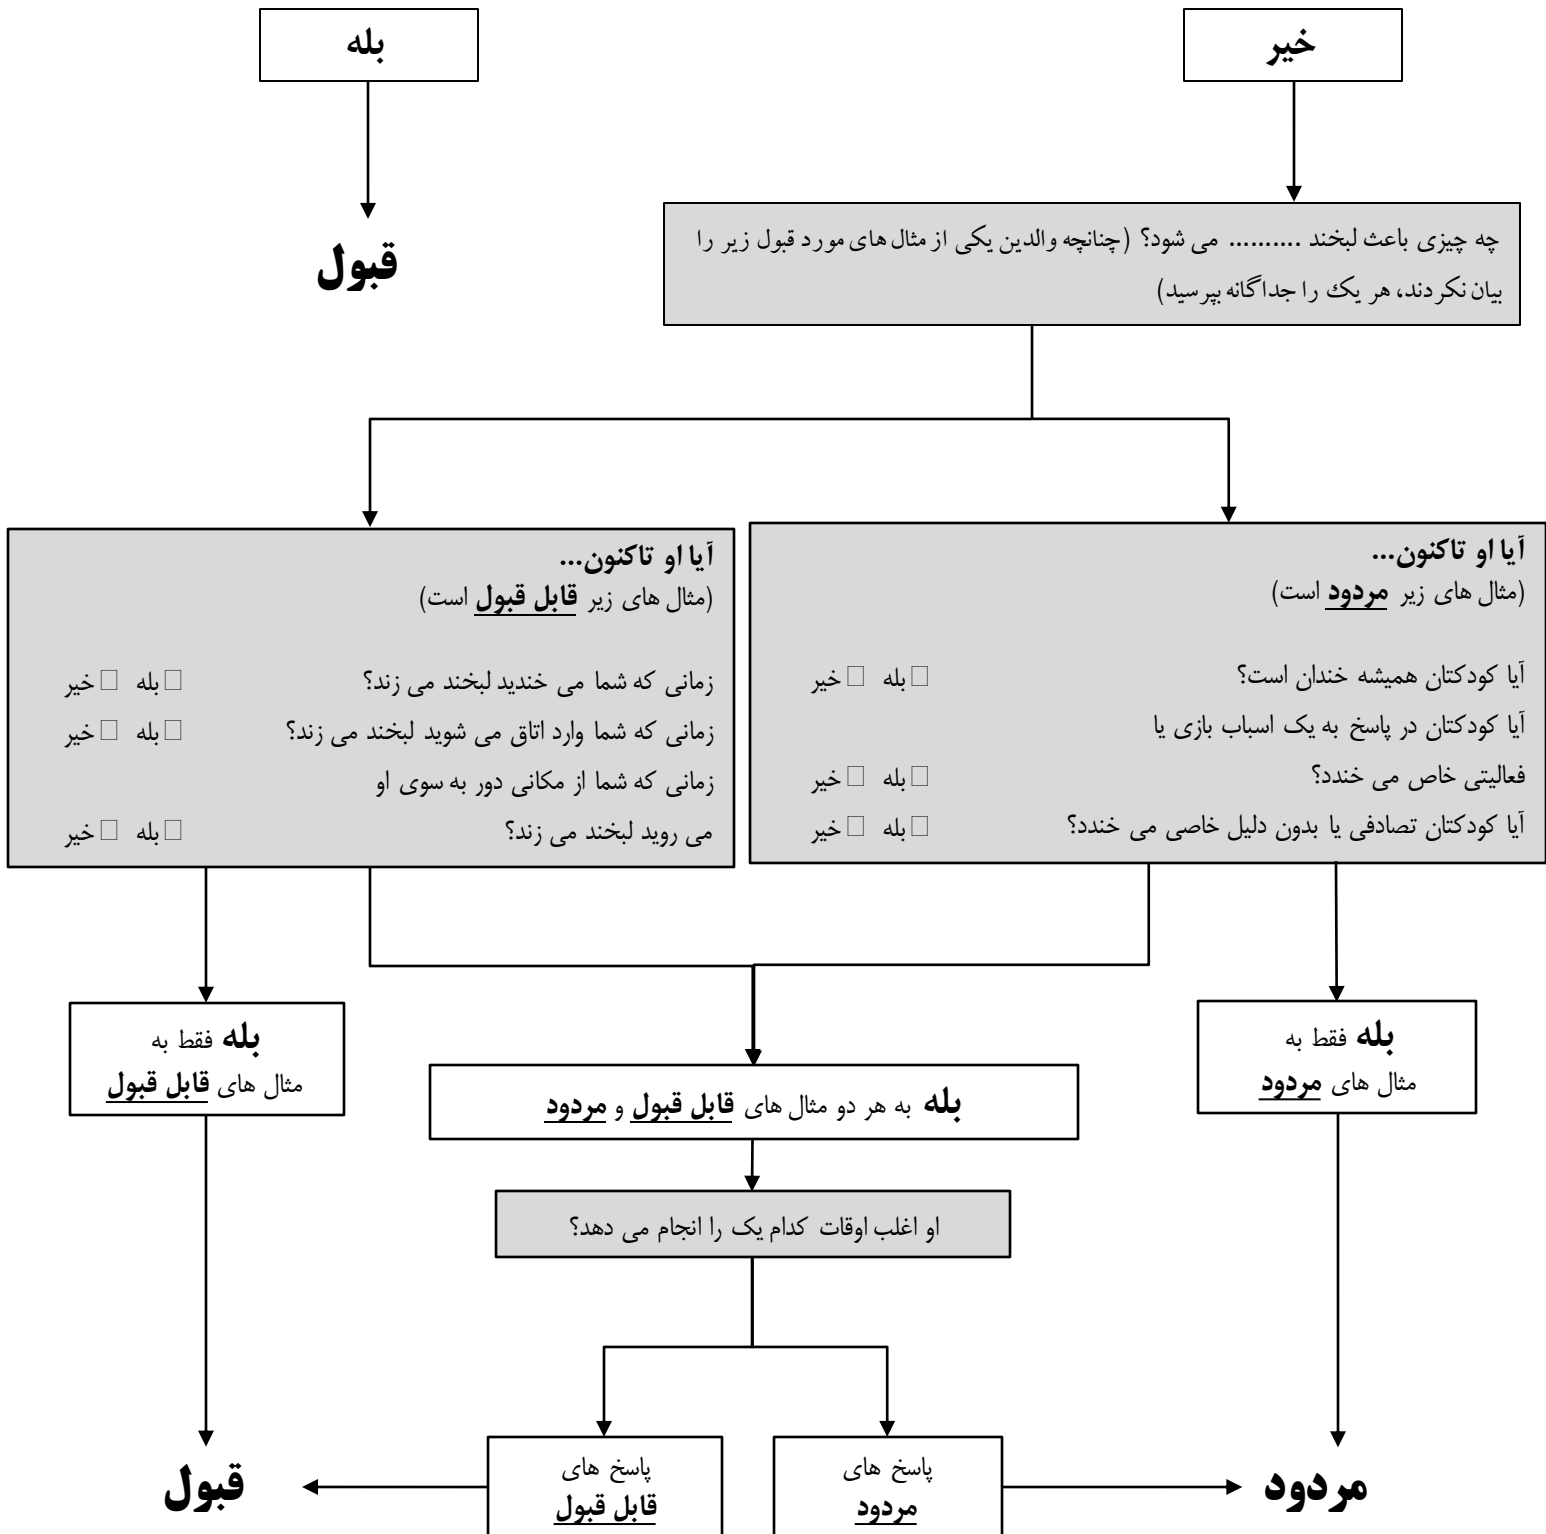 خیر
بله
چه چیزی باعث لبخند .......... می شود؟ (چنانچه والدین یکی از مثال های مورد قبول زیر را
بیان نکردند، هر یک را جداگانه بپرسید)
قبول
آیا او تاکنون...
(مثال های زیر مردود است)
آیا کودکتان همیشه خندان است؟ □ بله □ خیر
آیا کودکتان در پاسخ به یک اسباب بازی یا
فعالیتی خاص می خندد؟ □ بله □ خیر
آیا کودکتان تصادفی یا بدون دلیل خاصی می خندد؟ □ بله □ خیر
آیا او تاکنون...
(مثال های زیر قابل قبول است)
زمانی که شما می خندید لبخند می زند؟ □ بله □ خیر
زمانی که شما وارد اتاق می شوید لبخند می زند؟ □ بله □ خیر
زمانی که شما از مکانی دور به سوی او
می روید لبخند می زند؟ □ بله □ خیر
بله فقط به
مثال های مردود
بله به هر دو مثال های قابل قبول و مردود
بله فقط به
مثال های قابل قبول
او اغلب اوقات کدام یک را انجام می دهد؟
مردود
پاسخ های
مردود
پاسخ های
قابل قبول
قبول